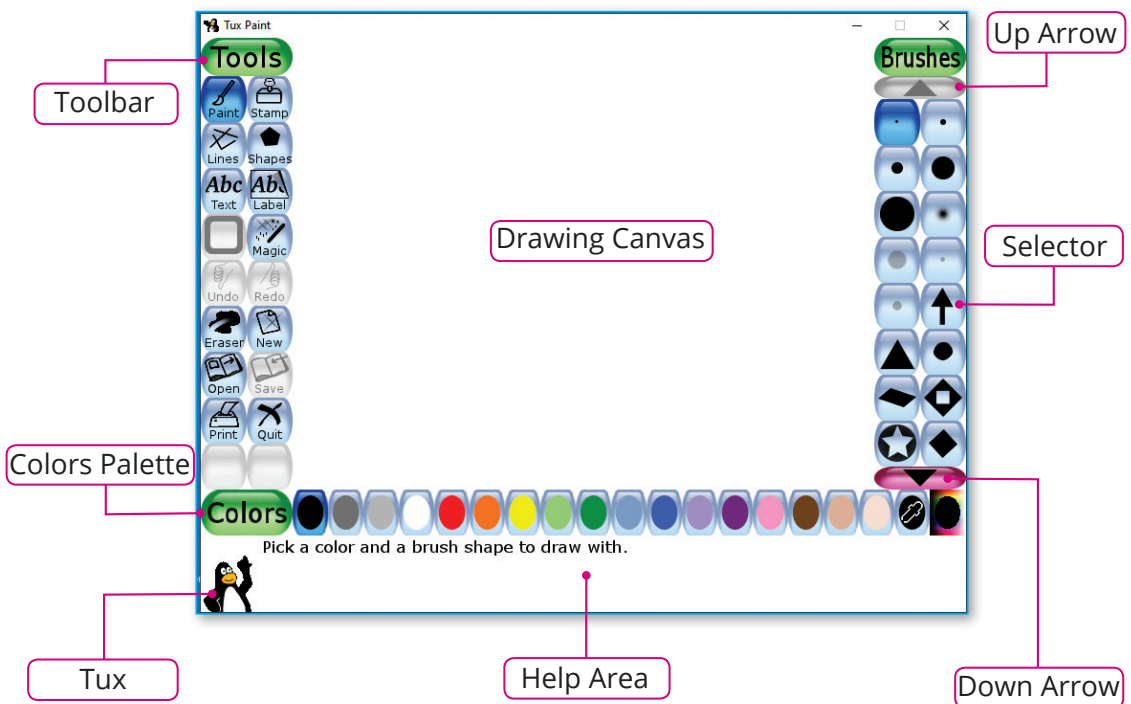 Tux Paint
Up Arrow
Tools
Brushes
Toolbar
Paint Stamp
Lines Shapes
Abc Abc
Text Label
Drawing Canvas
Selector
Magic
Undo Redo
Eraser New
Open Save
Print Quit
Colors Palette
Colors
Pick a color and a brush shape to draw with.
Tux
Help Area
Down Arrow